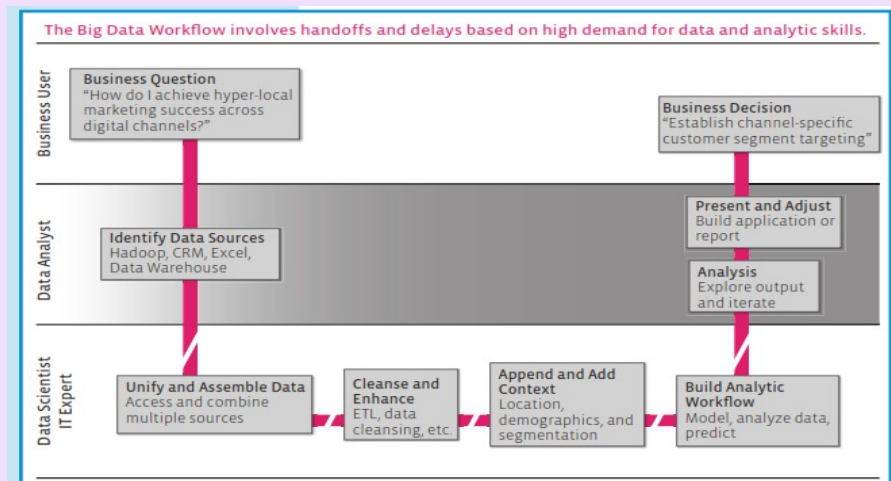 The Big Data Workflow involves handoffs and delays based on high demand for data and analytic skills.
Business User
Business Question
“How do I achieve hyper-local
marketing success across
digital channels?”
Business Decision
“Establish channel-specific
customer segment targeting”
Data Analyst
Identify Data Sources
Hadoop, CRM, Excel,
Data Warehouse
Present and Adjust
Build application or
report
Analysis
Explore output
and iterate
Data Scientist
IT Expert
Unify and Assemble Data
Access and combine
multiple sources
Cleanse and
Enhance
ETL, data
cleansing, etc.
Append and Add
Context
Location,
demographics, and
segmentation
Build Analytic
Workflow
Model, analyze data,
predict